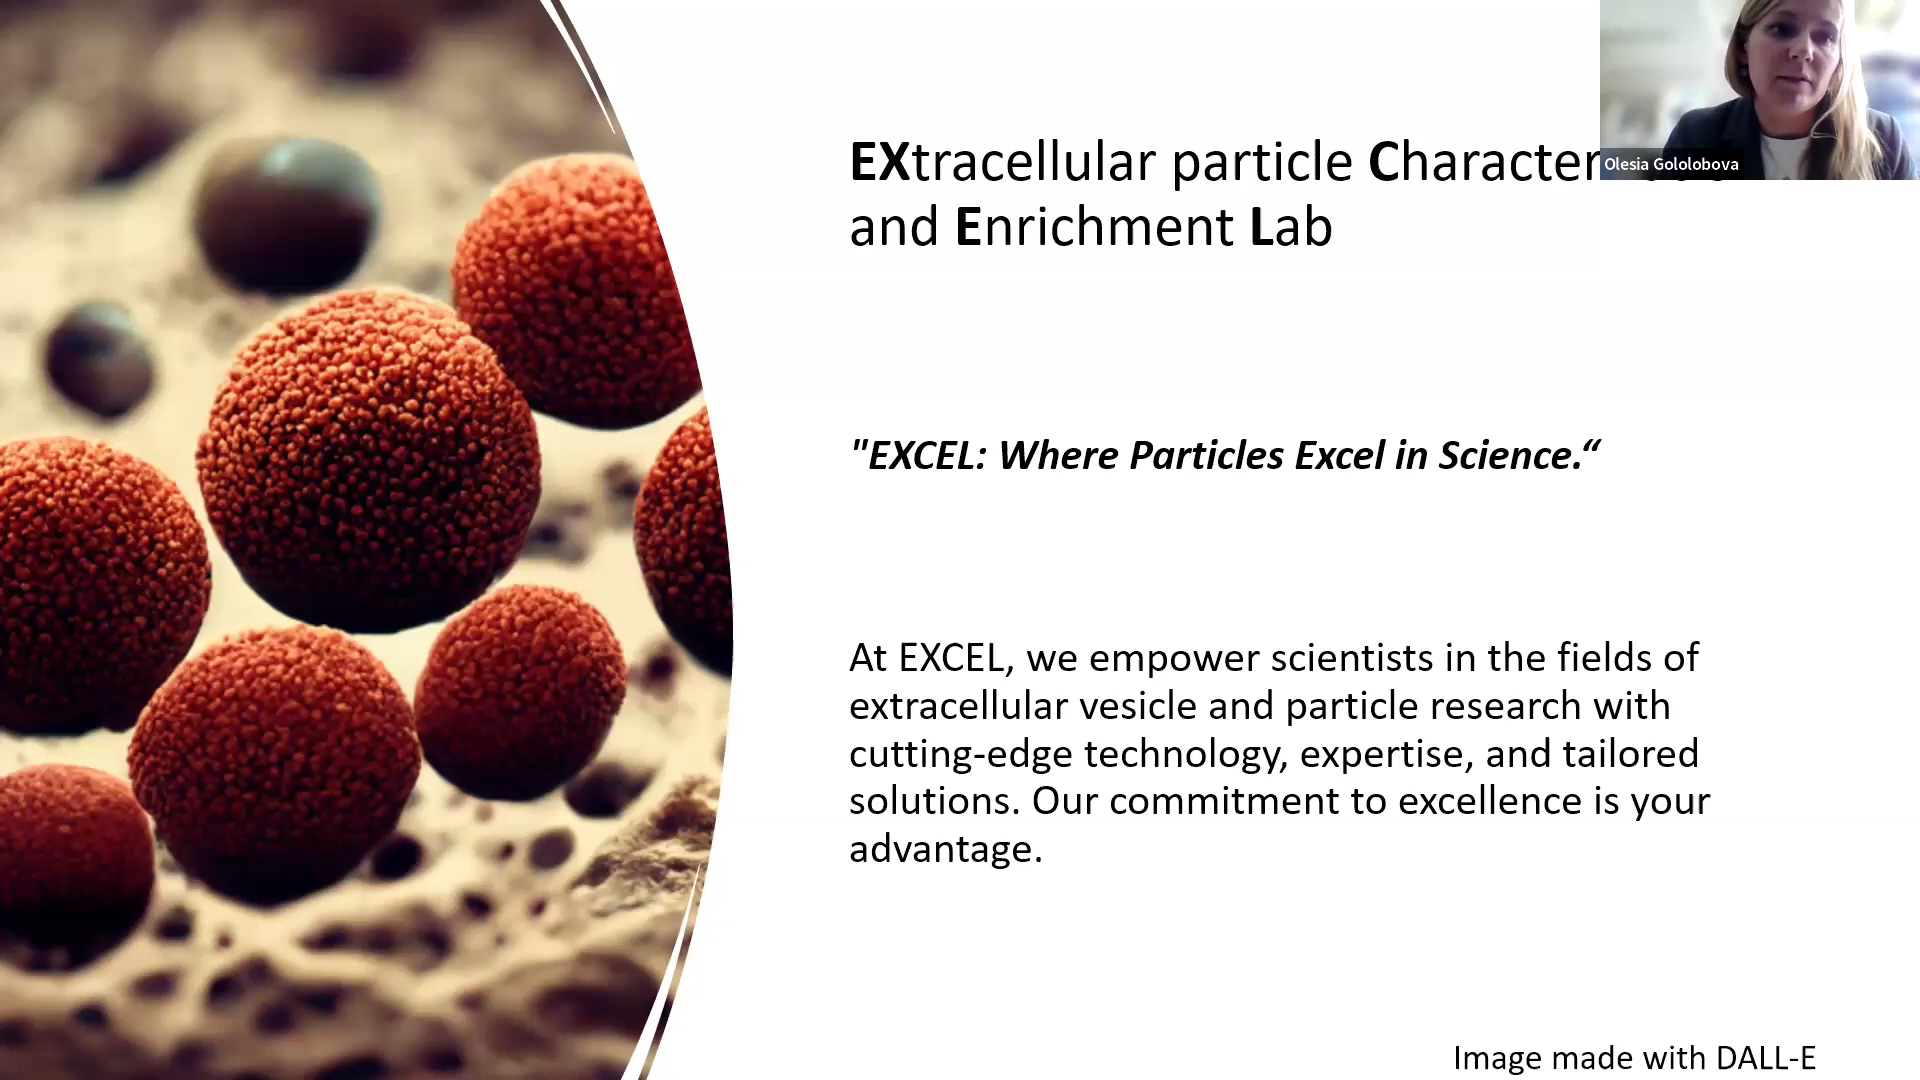 EXtracellular particle Character
and Enrichment Lab
Olesia Gololobova
"EXCEL: Where Particles Excel in Science.“
At EXCEL, we empower scientists in the fields of
extracellular vesicle and particle research with
cutting-edge technology, expertise, and tailored
solutions. Our commitment to excellence is your
advantage.
Image made with DALL-E